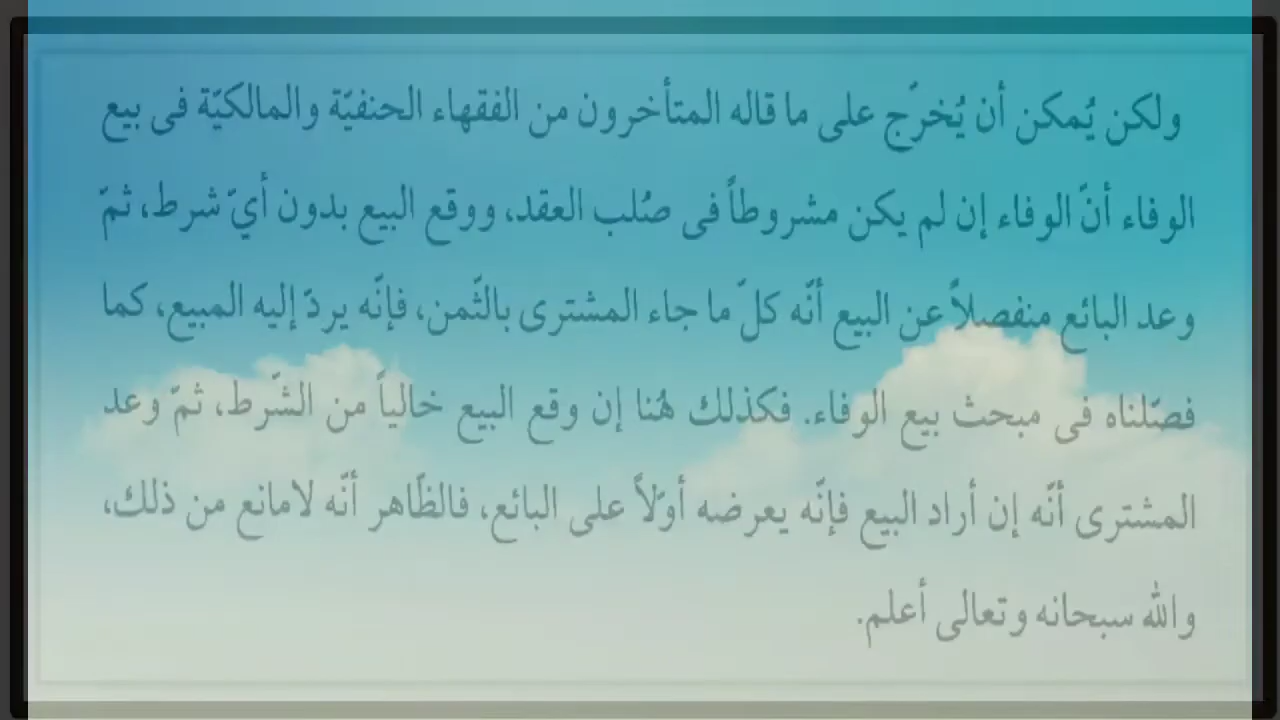 ولكن يُمكن أن يُخرّج على ما قاله المتأخرون من الفقهاء الحنفيّة والمالكيّة فى بيع
الوفاء أنّ الوفاء إن لم يكن مشروطاً فى صُلب العقد، ووقع البيع بدون أيّ شرط، ثمّ
وعد البائع منفصلاً عن البيع أنّه كلّ ما جاء المشترى بالثّمن، فإنّه يردّ إليه المبيع، كما
فصّلناه فى مبحث بيع الوفاء. فكذلك هُنا إن وقع البيع خالياً من الشّرط، ثمّ وعد
المشترى أنّه إن أراد البيع فإنّه يعرضه أوّلاً على البائع، فالظّاهر أنّه لامانع من ذلك،
والله سبحانه وتعالى أعلم.